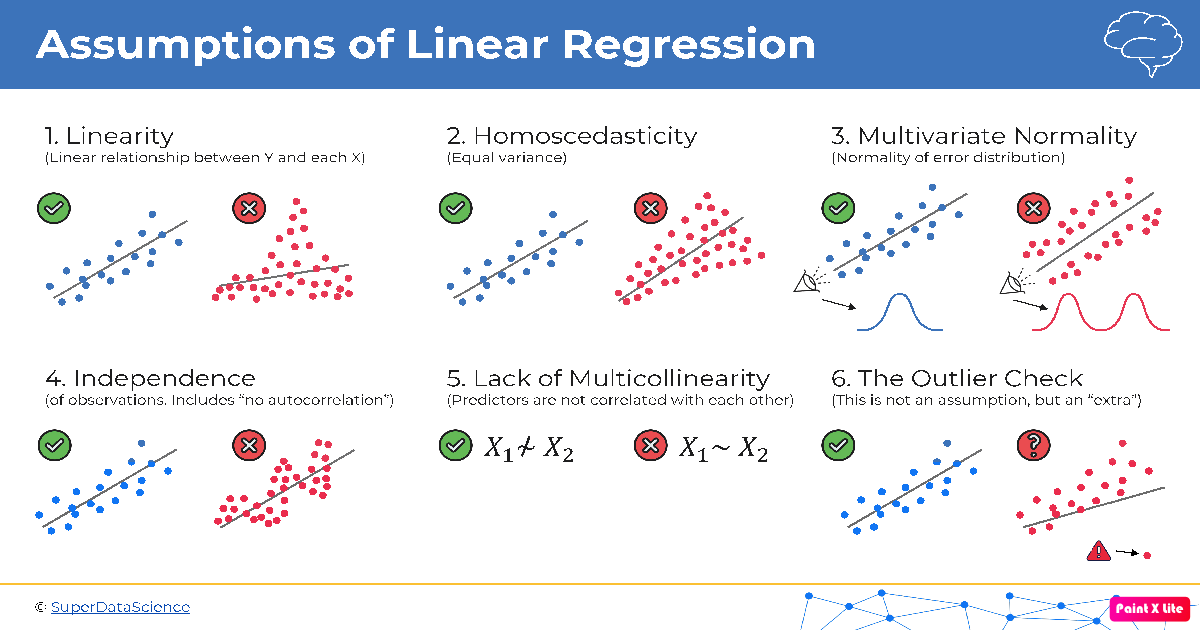 Assumptions of Linear Regression
1. Linearity
(Linear relationship between Y and each X)
2. Homoscedasticity
(Equal variance)
3. Multivariate Normality
(Normality of error distribution)
4. Independence
(of observations. Includes “no autocorrelation”)
5. Lack of Multicollinearity
(Predictors are not correlated with each other)
X₁ ≁ X₂
X₁ ~ X₂
6. The Outlier Check
(This is not an assumption, but an “extra”)
?
!
© SuperDataScience
Paint X Lite